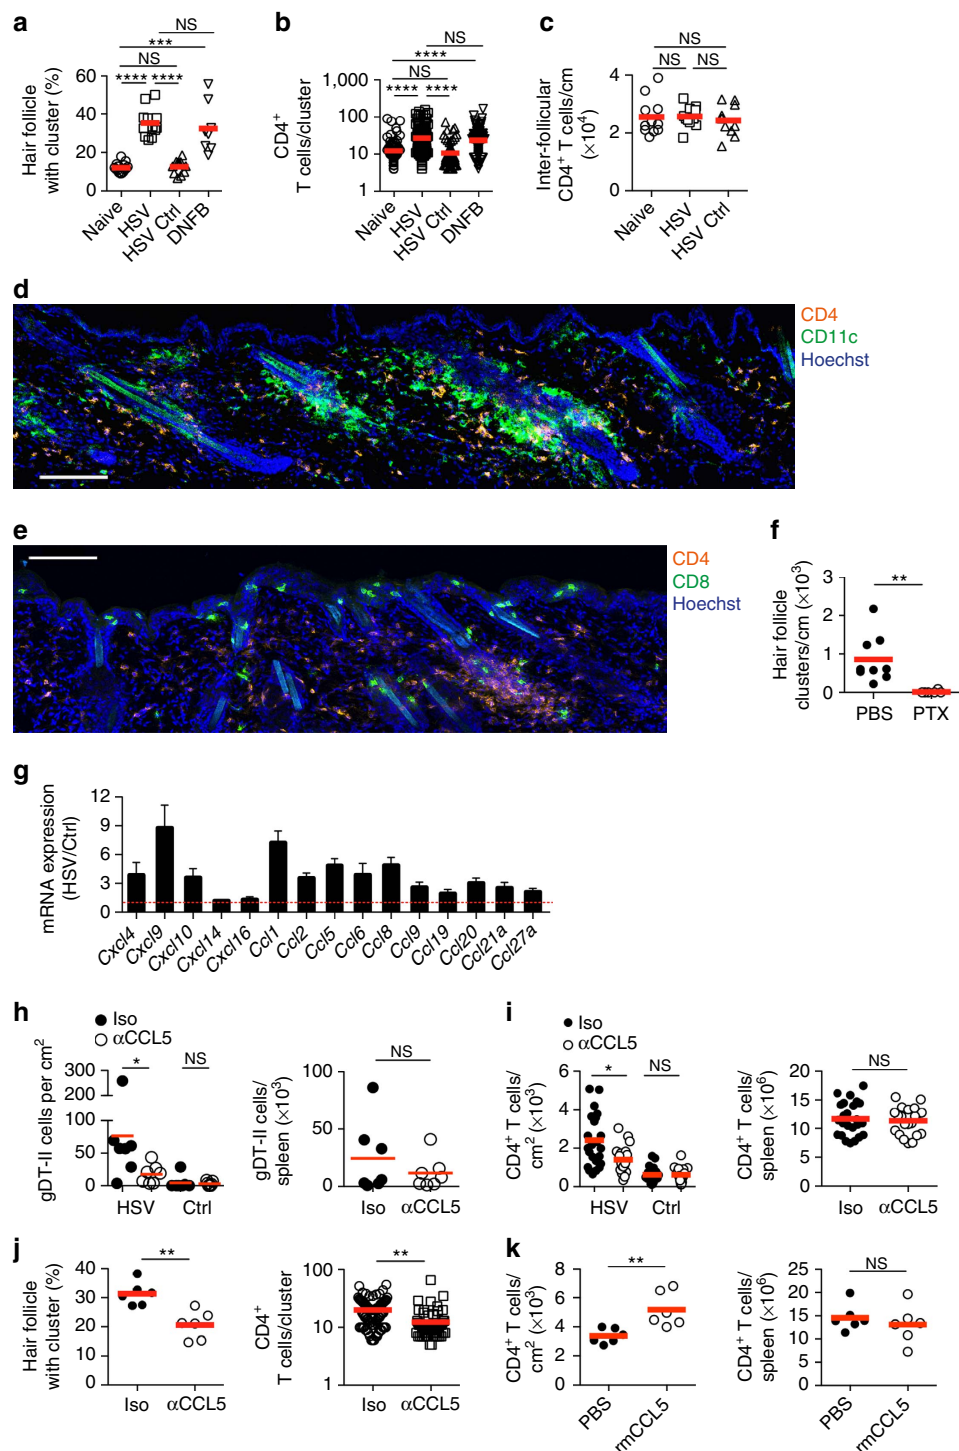 a
NS
***
NS
**** ****
Hair follicle
with cluster (%)
60
40
20
0
Naive
HSV
HSV Ctrl
DNFB
b
NS
****
NS
**** ****
CD4+
T cells/cluster
1,000
100
10
1
Naive
HSV
HSV Ctrl
DNFB
c
NS
NS NS
Inter-follicular
CD4+ T cells/cm
(×10⁴)
4
2
0
Naive
HSV
HSV Ctrl
d
CD4
CD11c
Hoechst
e
CD4
CD8
Hoechst
f
**
Hair follicle
clusters/cm (×10³)
3
2
1
0
PBS PTX
g
mRNA expression
(HSV/Ctrl)
12
9
6
3
0
Cxcl4
Cxcl9
Cxcl10
Cxcl14
Cxcl16
Ccl1
Ccl2
Ccl5
Ccl6
Ccl8
Ccl9
Ccl19
Ccl20
Ccl21a
Ccl27a
h
Iso
αCCL5
* NS
gDT-II cells per cm²
300
200
100
50
0
HSV Ctrl
NS
gDT-II cells/
spleen (×10³)
100
50
0
Iso αCCL5
i
Iso
αCCL5
* NS
CD4+ T cells/
cm² (×10³)
6
4
2
0
HSV Ctrl
NS
CD4+ T cells/
spleen (×10⁶)
20
15
10
5
0
Iso αCCL5
j
**
Hair follicle
with cluster (%)
40
30
20
10
0
Iso αCCL5
**
CD4+
T cells/cluster
100
10
1
Iso αCCL5
k
**
CD4+ T cells/
cm² (×10³)
8
6
4
2
0
PBS
rmCCL5
NS
CD4+ T cells/
spleen (×10⁶)
25
20
15
10
5
0
PBS
rmCCL5